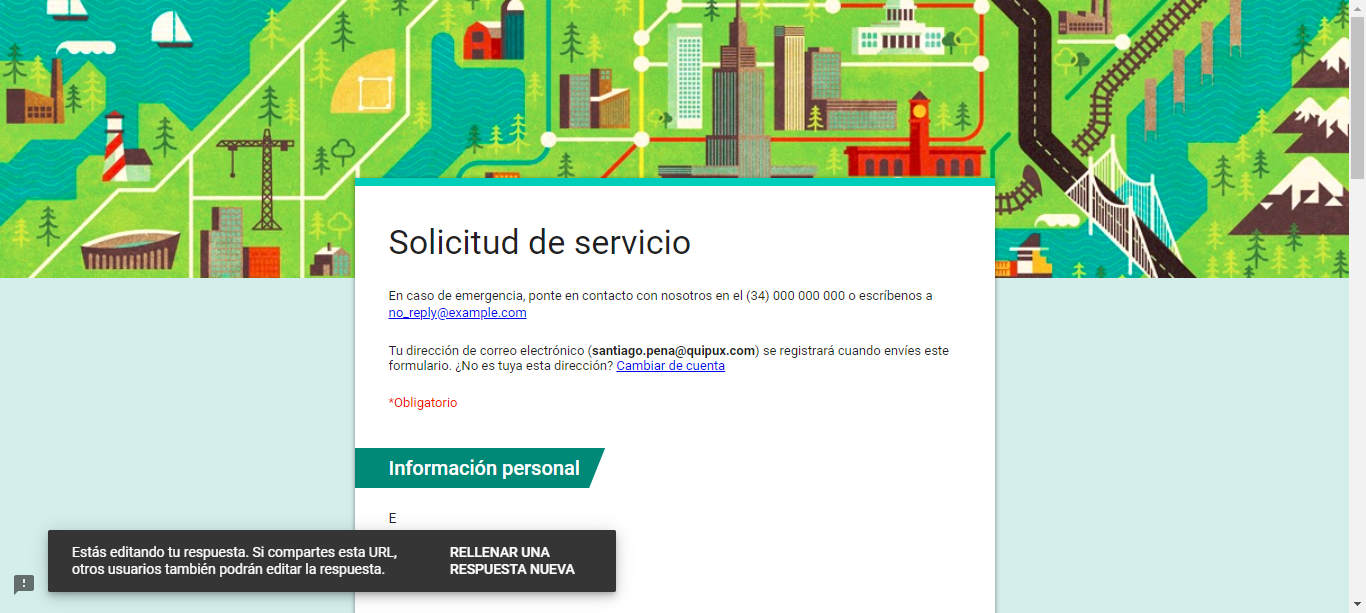 Solicitud de servicio
En caso de emergencia, ponte en contacto con nosotros en el (34) 000 000 000 o escríbenos a
no_reply@example.com
Tu dirección de correo electrónico (santiago.pena@quipux.com) se registrará cuando envíes este
formulario. ¿No es tuya esta dirección? Cambiar de cuenta
*Obligatorio
Información personal
E
Estás editando tu respuesta. Si compartes esta URL,
otros usuarios también podrán editar la respuesta.
RELLENAR UNA
RESPUESTA NUEVA